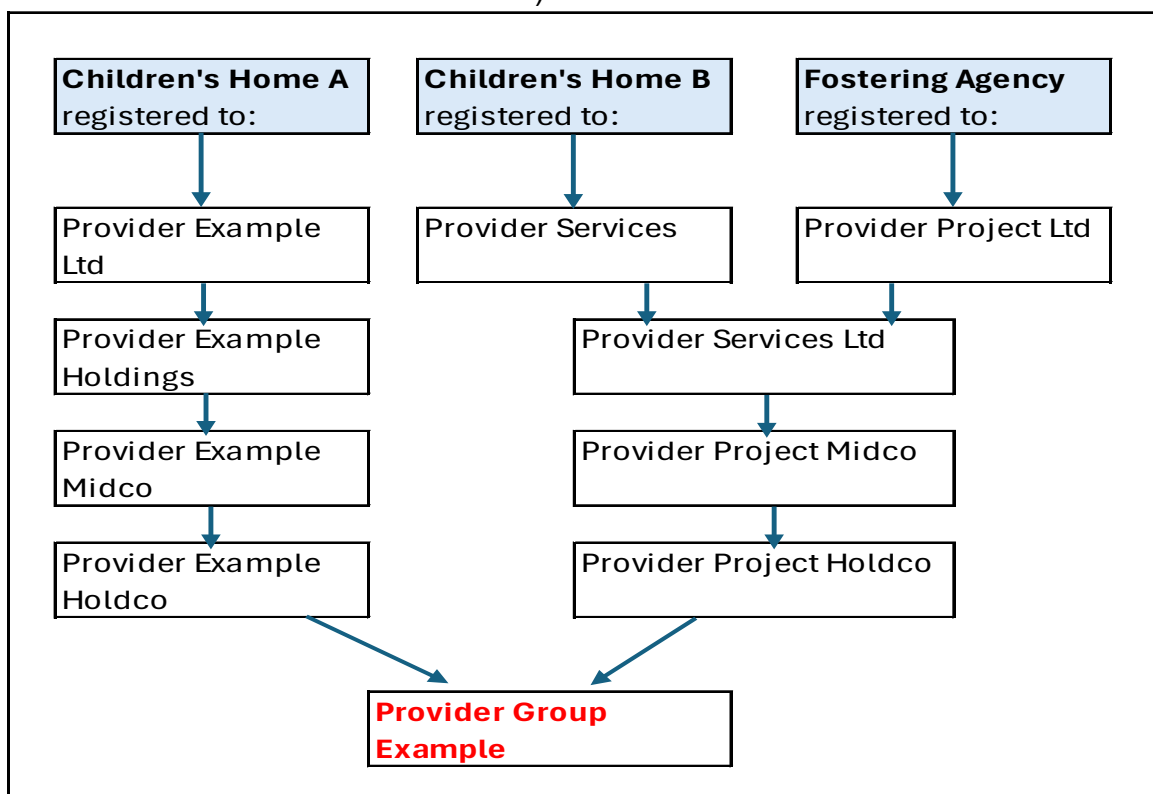 Children's Home A
registered to:
Children's Home B
registered to:
Fostering Agency
registered to:
Provider Example
Ltd
Provider Services
Provider Project Ltd
Provider Example
Holdings
Provider Services Ltd
Provider Example
Midco
Provider Project Midco
Provider Example
Holdco
Provider Project Holdco
Provider Group
Example